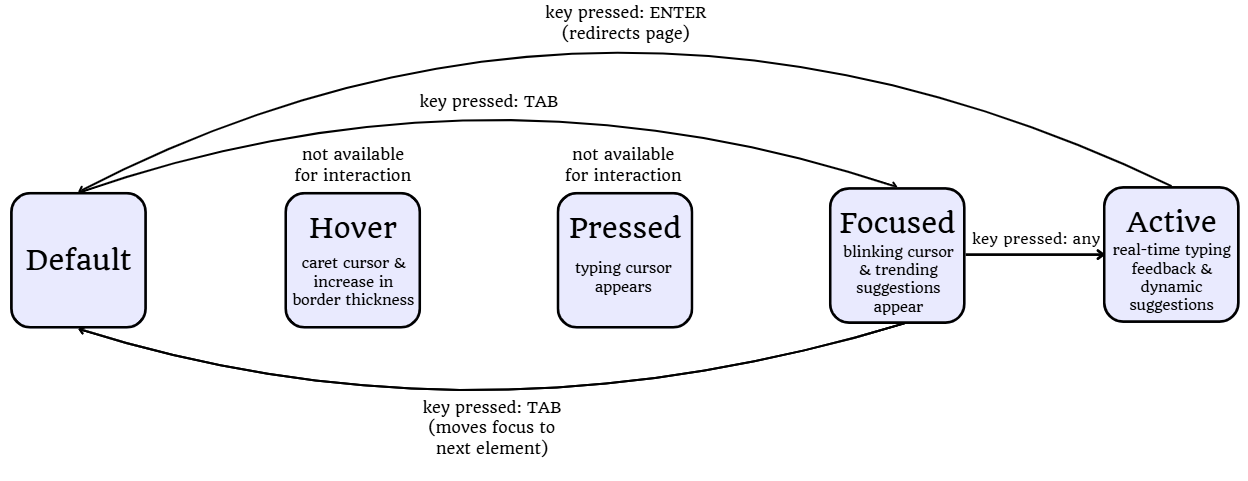 key pressed: ENTER
(redirects page)
key pressed: TAB
not available
for interaction
not available
for interaction
Default
Hover
caret cursor &
increase in
border thickness
Pressed
typing cursor
appears
Focused
blinking cursor
& trending
suggestions
appear
key pressed: any
Active
real-time typing
feedback &
dynamic
suggestions
key pressed: TAB
(moves focus to
next element)